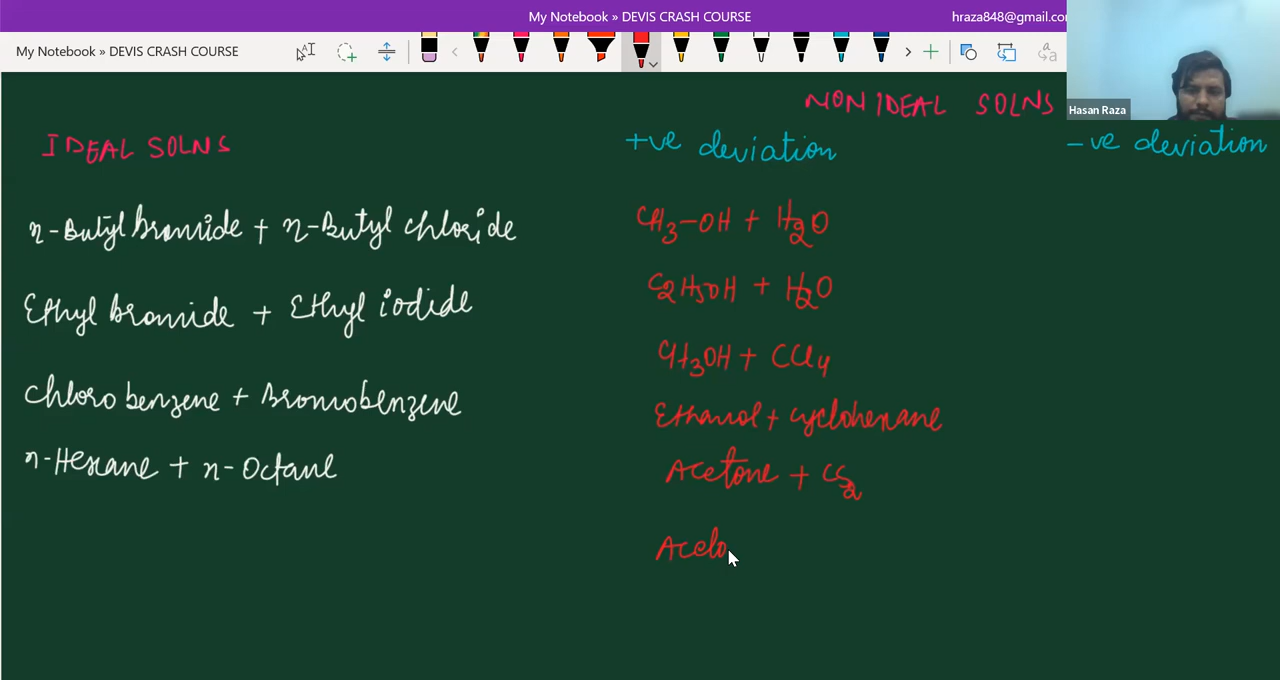 My Notebook » DEVIS CRASH COURSE
hraza848@gmail.co
My Notebook » DEVIS CRASH COURSE
Hasan Raza
NON IDEAL SOLNS
IDEAL SOLNS
+ve deviation
-ve deviation
n-Butyl bromide + n-Butyl chloride
CH3-OH + H2O
Ethyl bromide + Ethyl iodide
C2H5OH + H2O
CH3OH + CCl4
Chlorobenzene + Bromobenzene
Ethanol + cyclohexane
n-Hexane + n-Octane
Acetone + CS2
Aceto